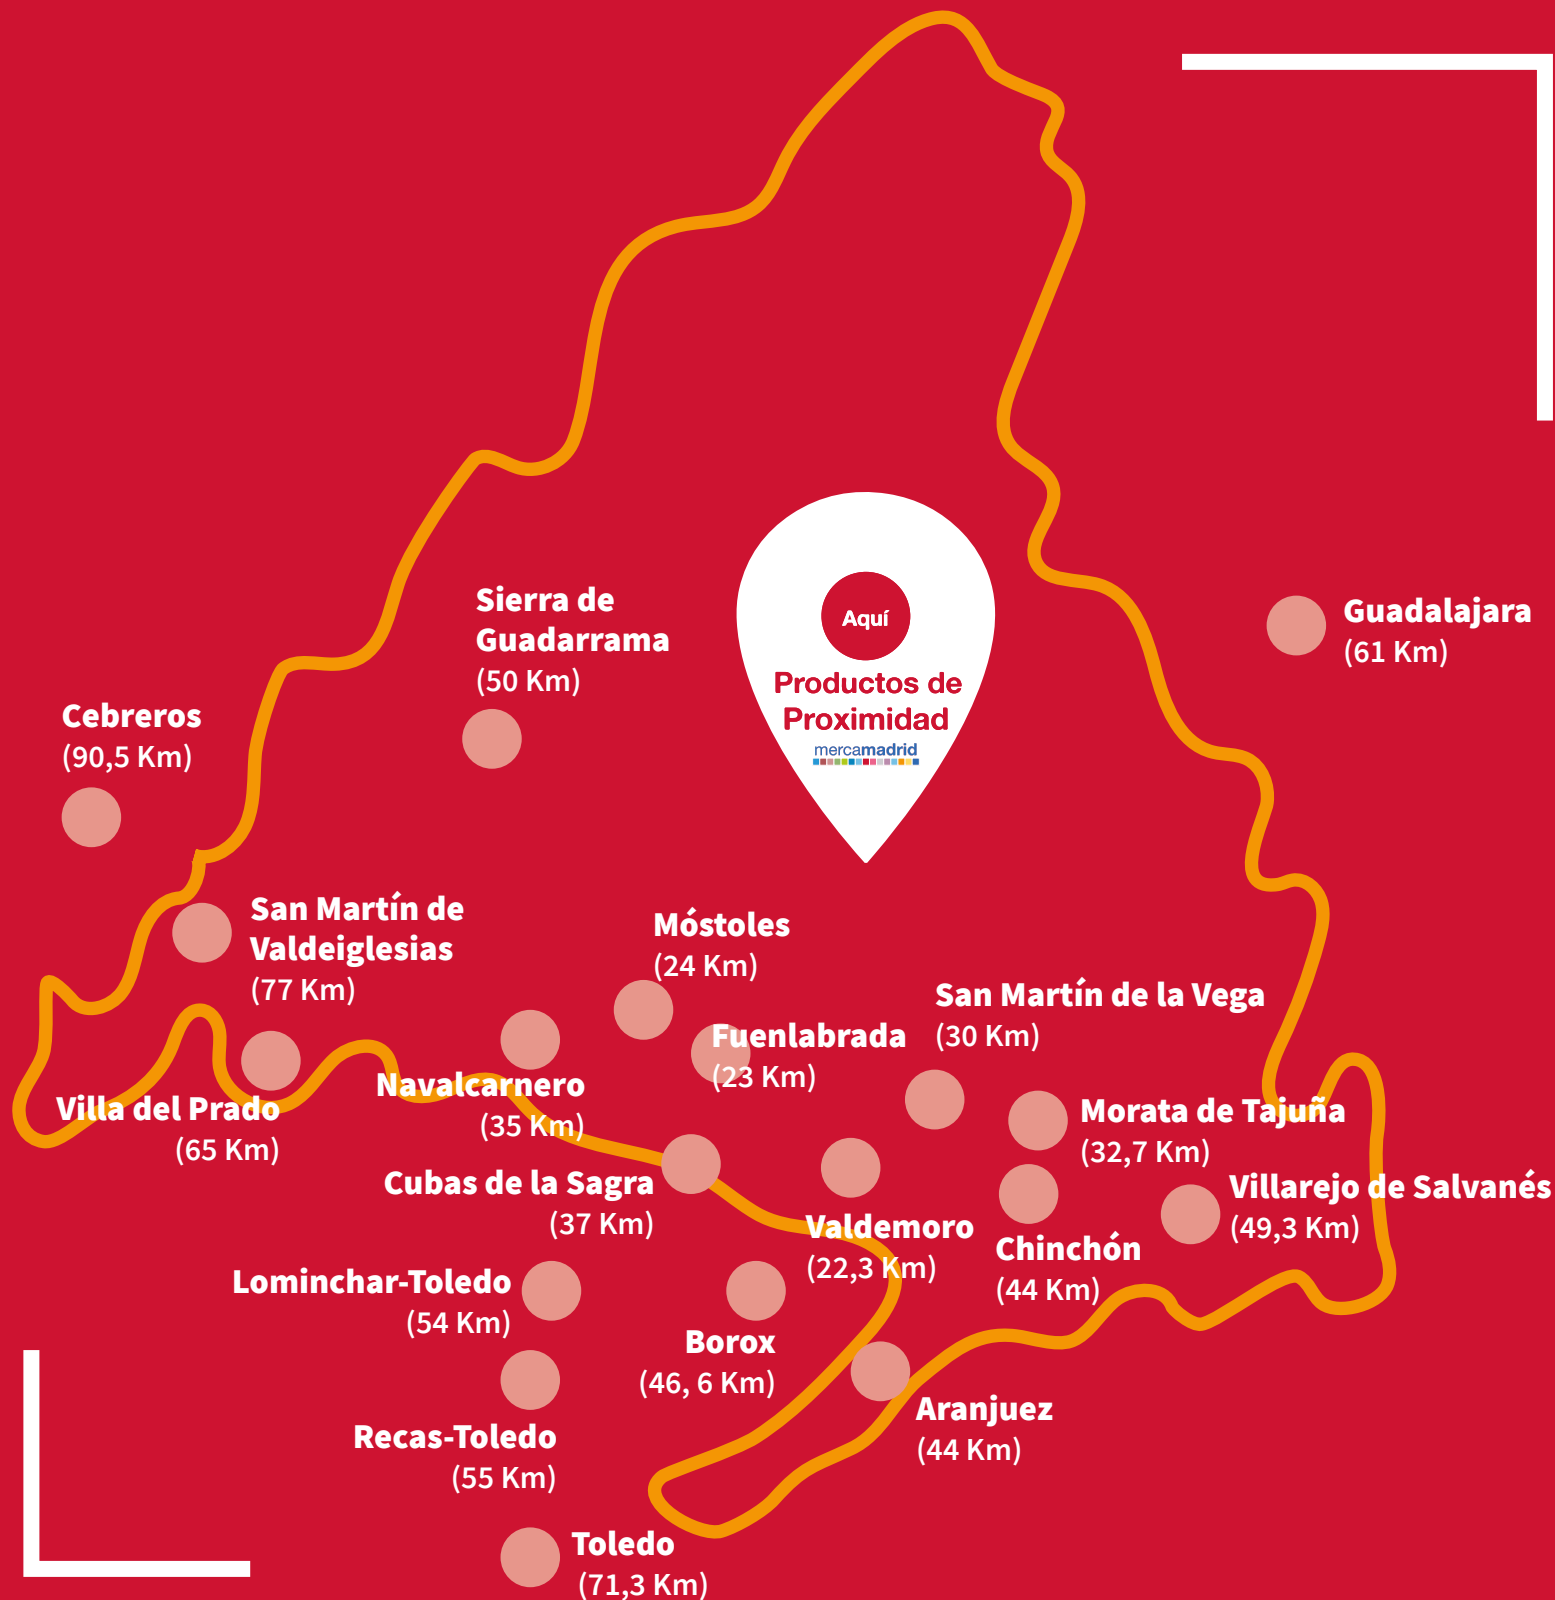 Sierra de
Guadarrama
(50 Km)
Aquí
Productos de
Proximidad
mercamadrid
Guadalajara
(61 Km)
Cebreros
(90,5 Km)
San Martín de
Valdeiglesias
(77 Km)
Móstoles
(24 Km)
San Martín de la Vega
(30 Km)
Fuenlabrada
(23 Km)
Navalcarnero
(35 Km)
Villa del Prado
(65 Km)
Morata de Tajuña
(32,7 Km)
Cubas de la Sagra
(37 Km)
Villarejo de Salvanés
(49,3 Km)
Valdemoro
(22,3 Km)
Chinchón
(44 Km)
Lominchar-Toledo
(54 Km)
Borox
(46, 6 Km)
Aranjuez
(44 Km)
Recas-Toledo
(55 Km)
Toledo
(71,3 Km)